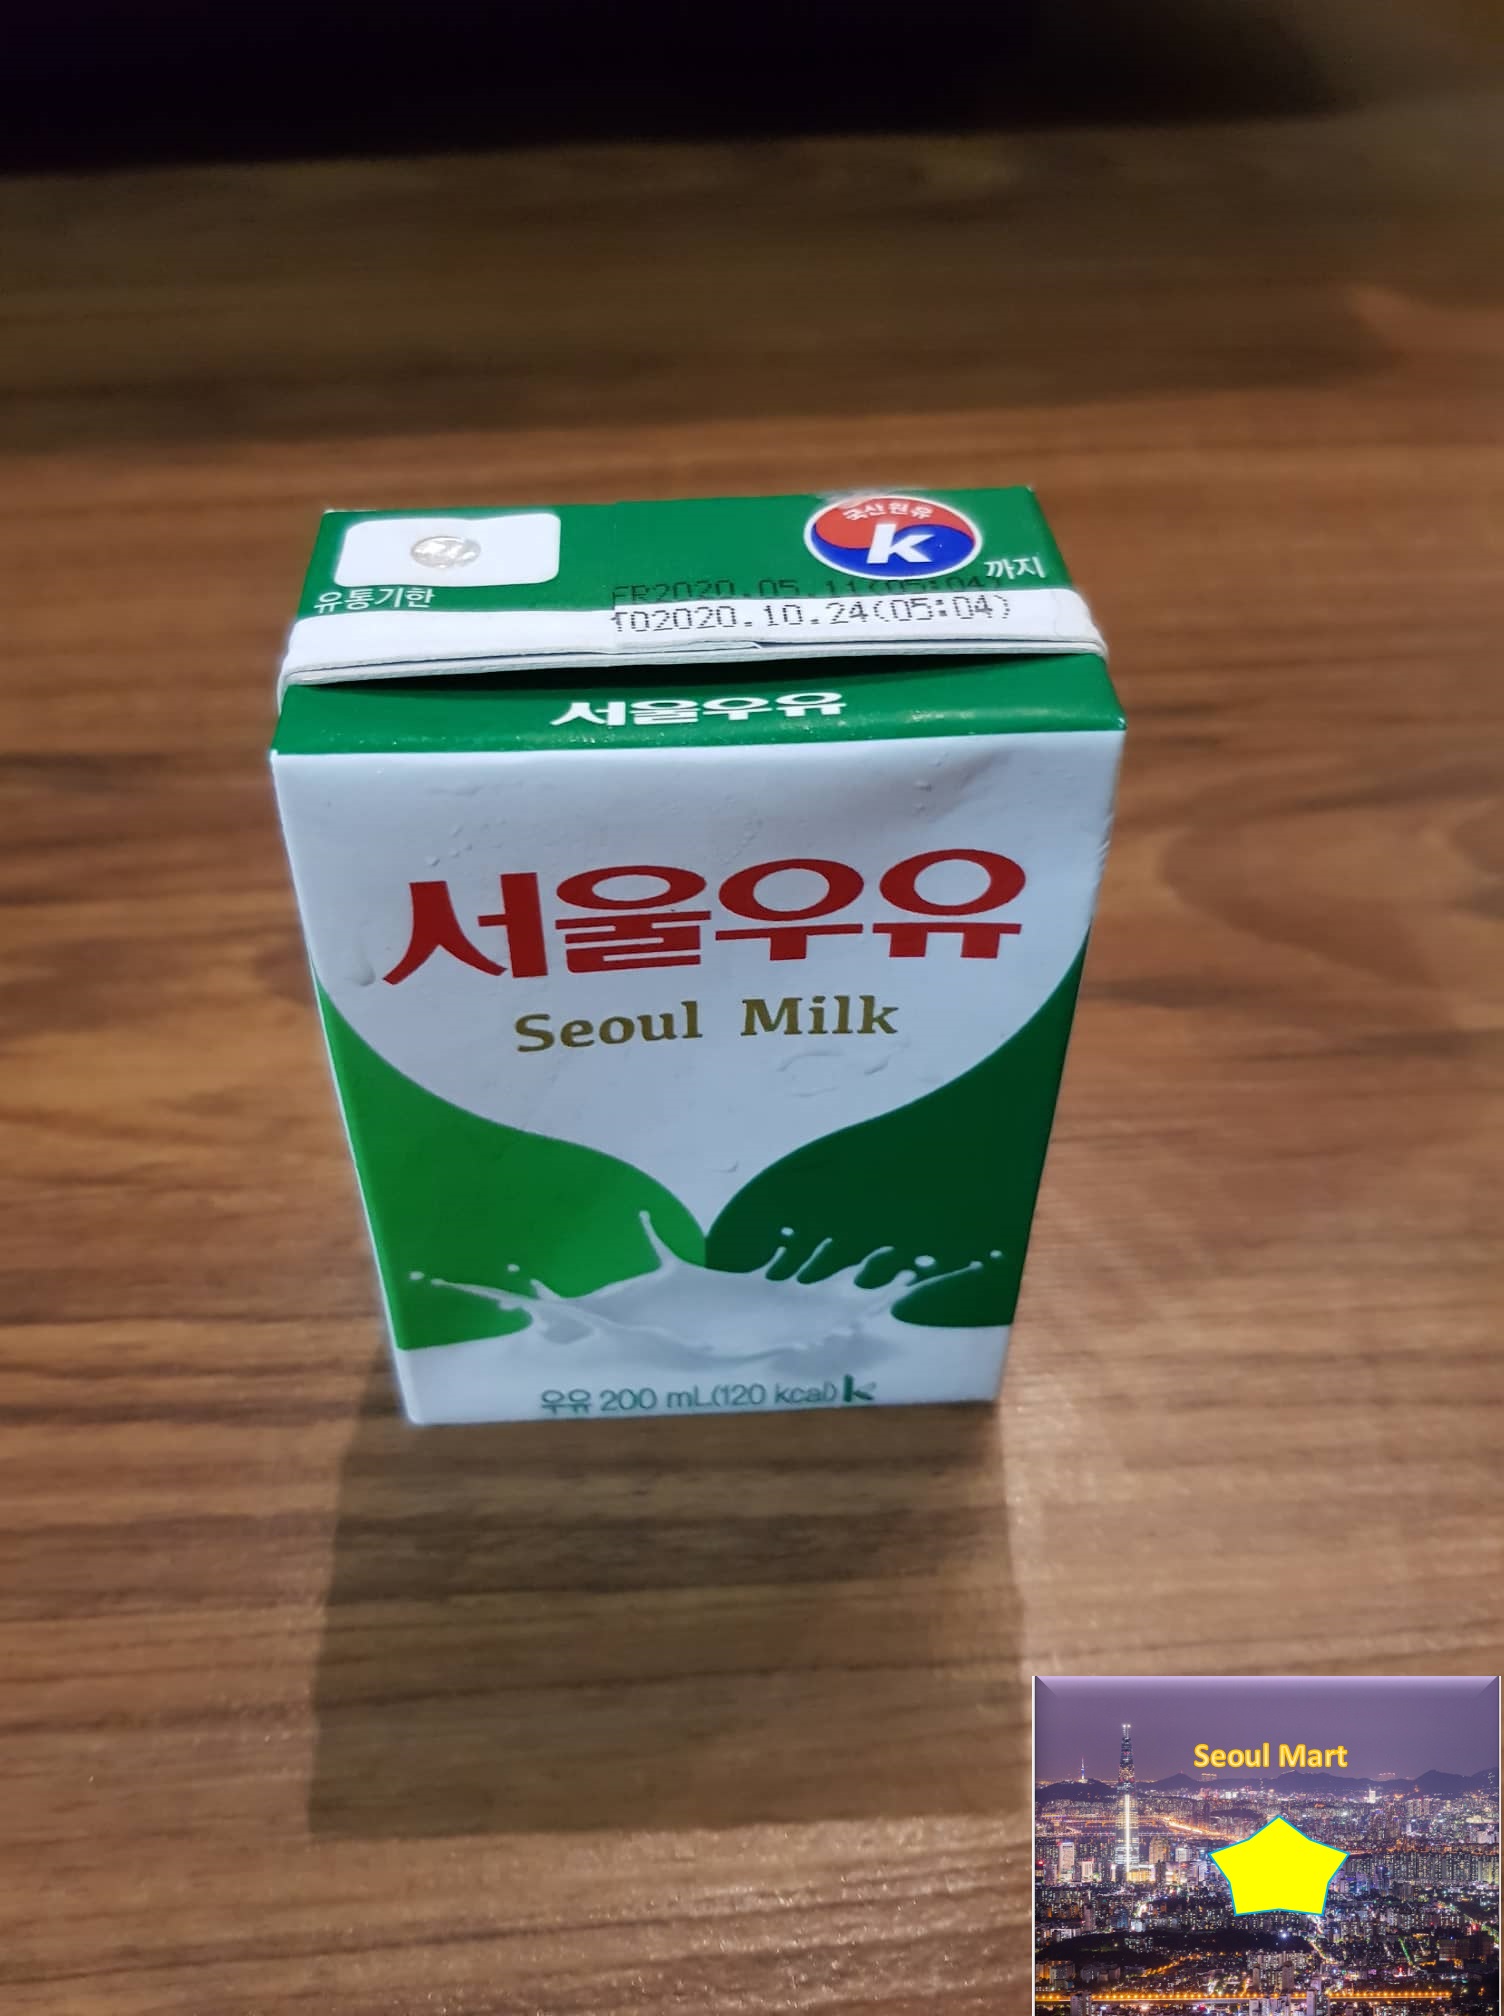 국산원유
k
까지
유통기한
FR2020.05.11(05:04)
TO2020.10.24(05:04)
서울우유
서울우유
Seoul Milk
우유 200 mL(120 kcal) k
Seoul Mart